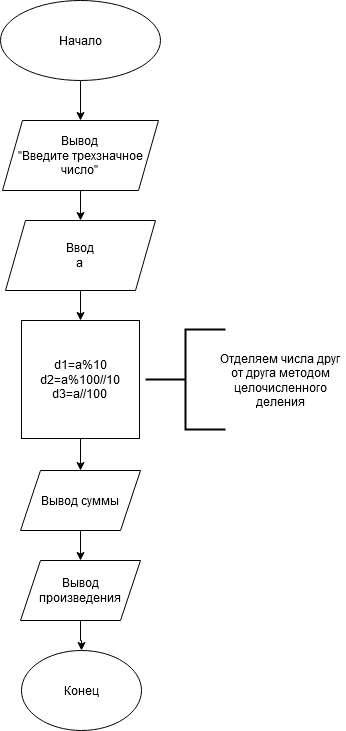 Начало
Вывод
"Введите трехзначное
число"
Ввод
а
d1=a%10
d2=a%100//10
d3=a//100
Отделяем числа друг
от друга методом
целочисленного
деления
Вывод суммы
Вывод
произведения
Конец